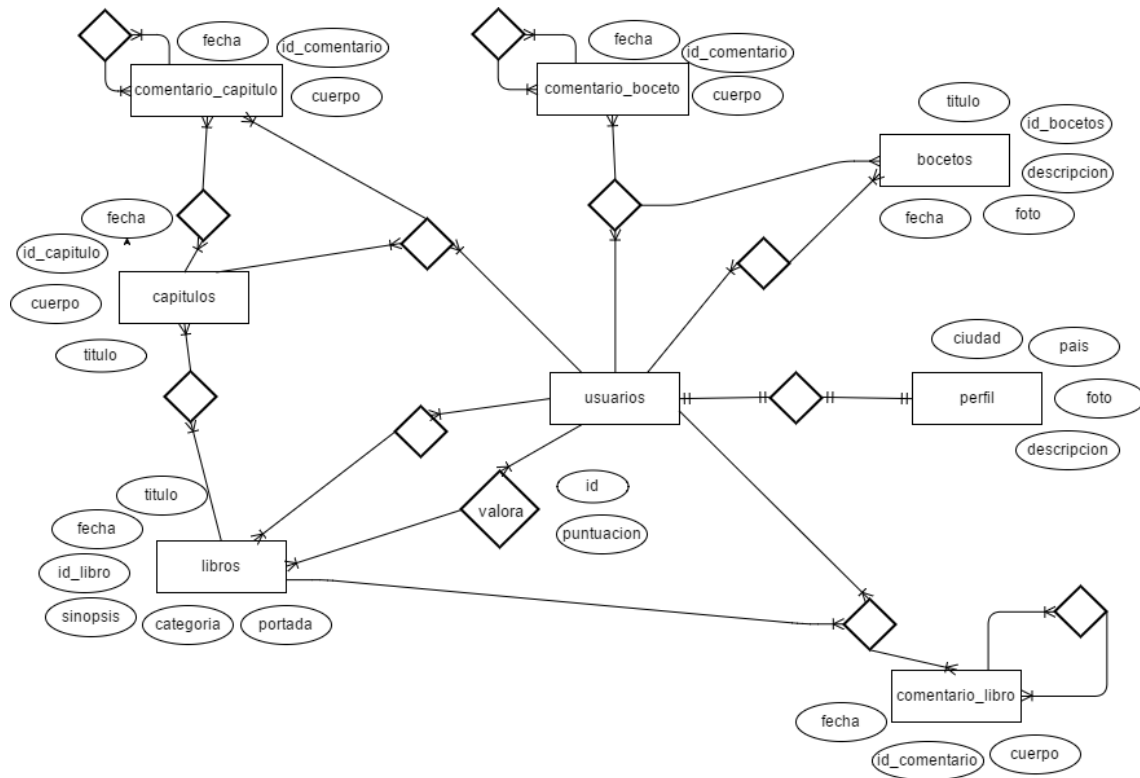 fecha
id_comentario
comentario_capitulo
cuerpo
fecha
id_comentario
comentario_boceto
cuerpo
titulo
id_bocetos
bocetos
descripcion
fecha
foto
fecha
id_capitulo
cuerpo
capitulos
titulo
ciudad
pais
usuarios
perfil
foto
descripcion
titulo
fecha
id_libro
libros
sinopsis
categoria
portada
valora
id
puntuacion
comentario_libro
fecha
id_comentario
cuerpo